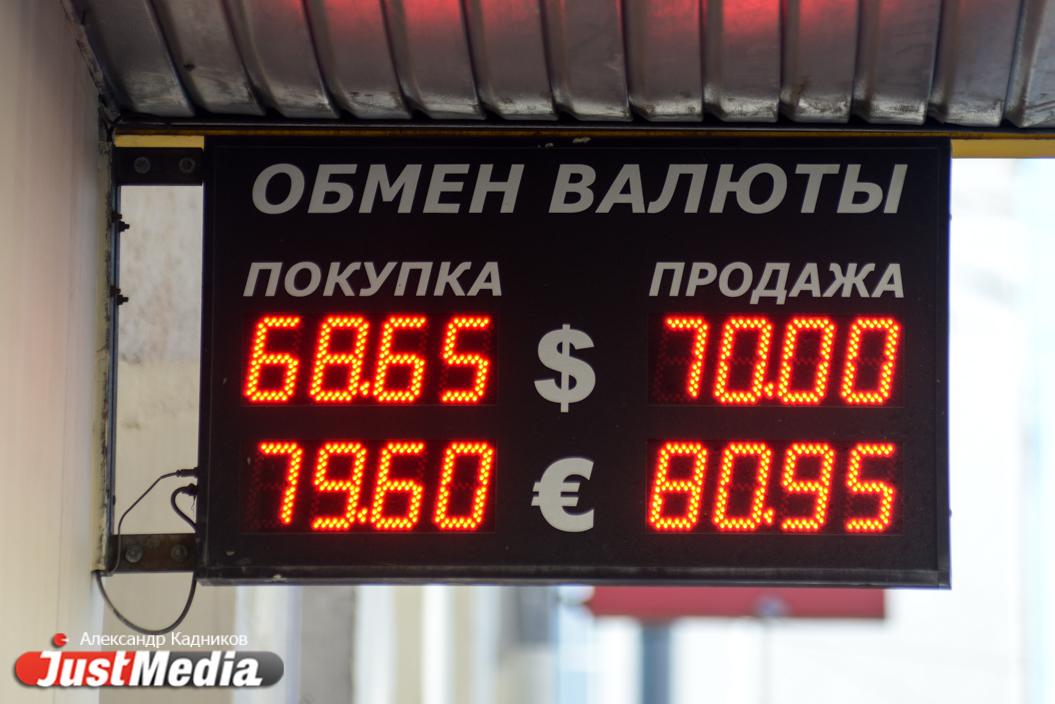 ОБМЕН ВАЛЮТЫ
ПОКУПКА ПРОДАЖА
68.65 $ 70.00
79.60 € 80.95
Александр Кадников
JustMedia